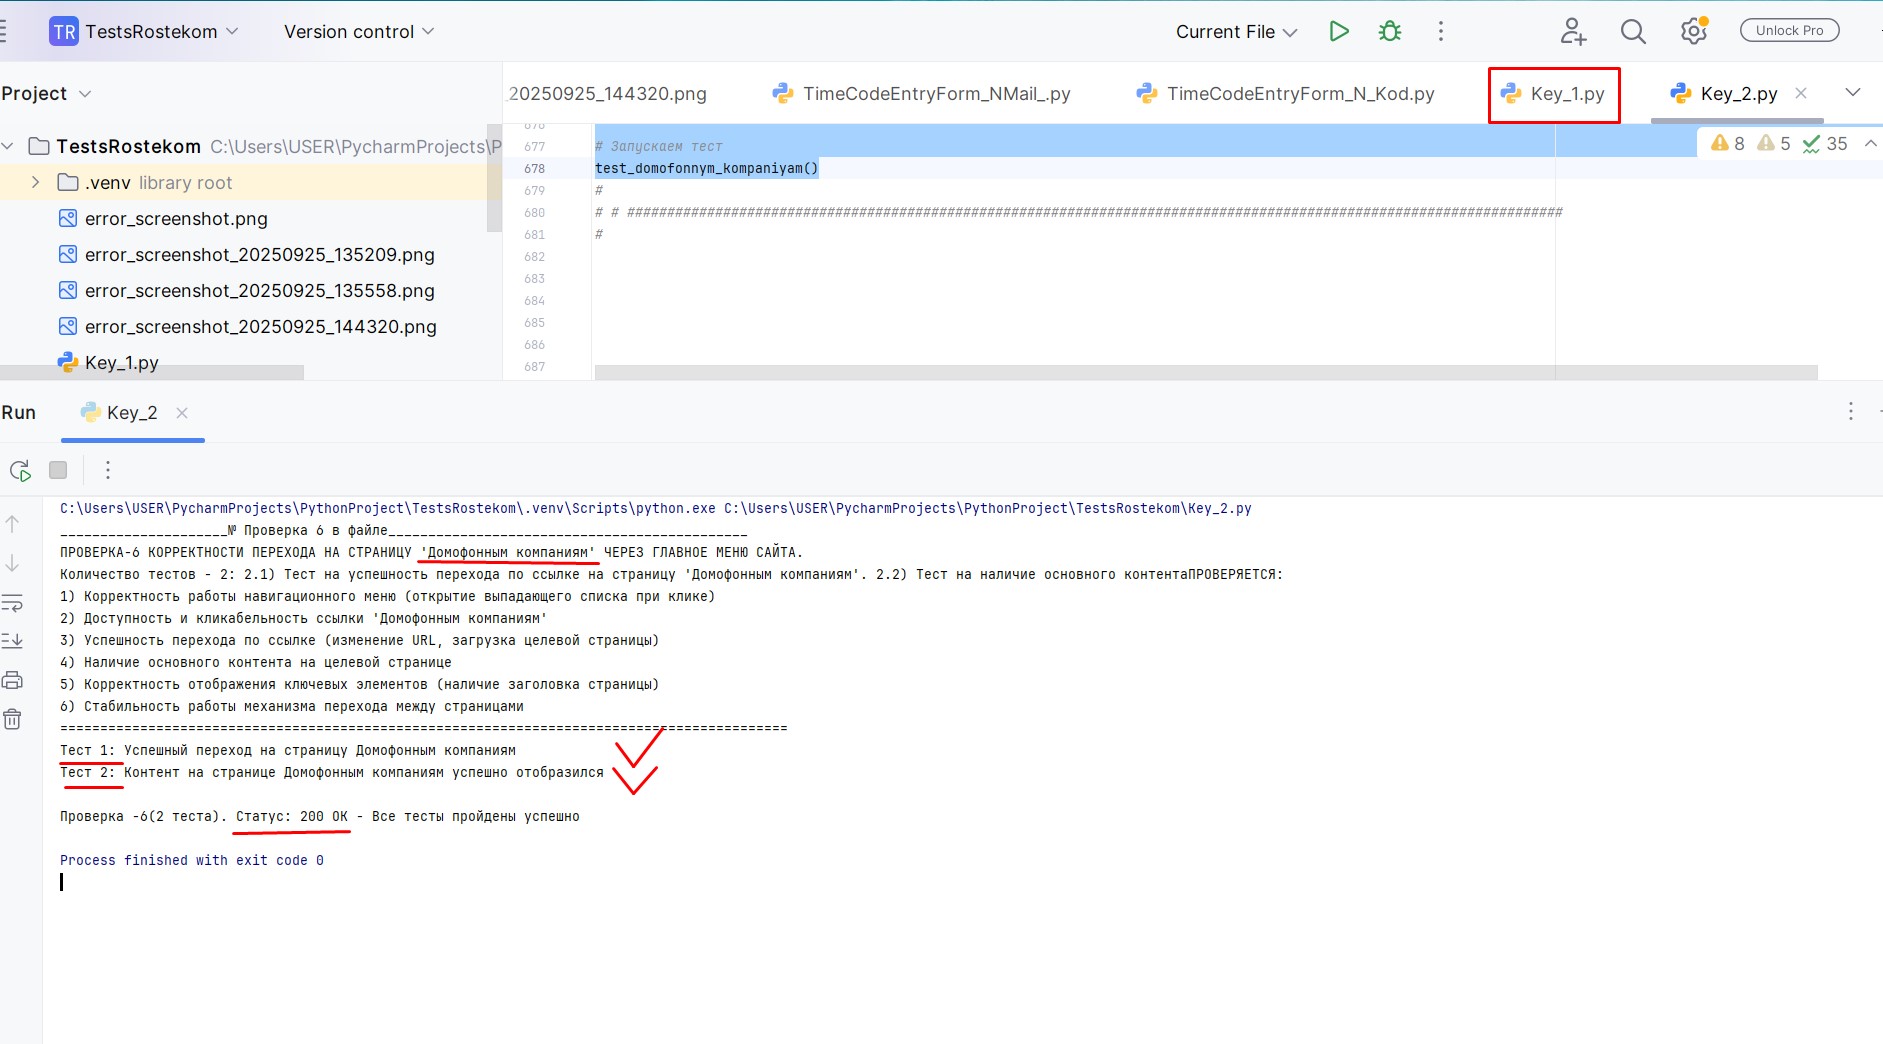 TR TestsRostekom Version control Current File Unlock Pro
Project 20250925_144320.png TimeCodeEntryForm_NMail_.py TimeCodeEntryForm_N_Kod.py Key_1.py Key_2.py
TestsRostekom C:\Users\USER\PycharmProjects\P
.venv library root
error_screenshot.png
error_screenshot_20250925_135209.png
error_screenshot_20250925_135558.png
error_screenshot_20250925_144320.png
Key_1.py
8 5 35
677 # Запускаем тест
678 test_domofonnym_kompaniyam()
679 #
680
681 #
682
683
684
685
686
687
Run Key_2
C:\Users\USER\PycharmProjects\PythonProject\TestsRostekom\.venv\Scripts\python.exe C:\Users\USER\PycharmProjects\PythonProject\TestsRostekom\Key_2.py
_____________________№ Проверка 6 в файле_____________________________________________
ПРОВЕРКА-6 КОРРЕКТНОСТИ ПЕРЕХОДА НА СТРАНИЦУ 'Домофонным компаниям' ЧЕРЕЗ ГЛАВНОЕ МЕНЮ САЙТА.
Количество тестов - 2: 2.1) Тест на успешность перехода по ссылке на страницу 'Домофонным компаниям'. 2.2) Тест на наличие основного контентаПРОВЕРЯЕТСЯ:
1) Корректность работы навигационного меню (открытие выпадающего списка при клике)
2) Доступность и кликабельность ссылки 'Домофонным компаниям'
3) Успешность перехода по ссылке (изменение URL, загрузка целевой страницы)
4) Наличие основного контента на целевой странице
5) Корректность отображения ключевых элементов (наличие заголовка страницы)
6) Стабильность работы механизма перехода между страницами
===========================================================================================
Тест 1: Успешный переход на страницу Домофонным компаниям
Тест 2: Контент на странице Домофонным компаниям успешно отобразился
Проверка -6(2 теста). Статус: 200 ОК - Все тесты пройдены успешно
Process finished with exit code 0